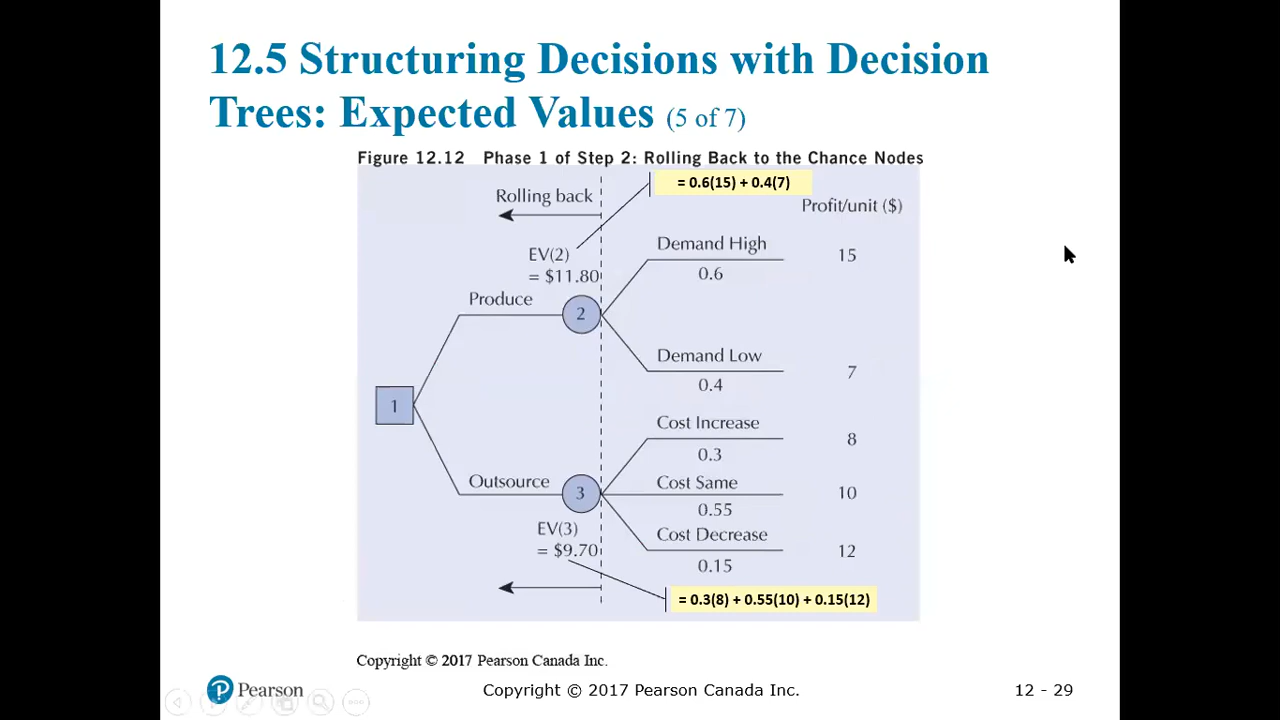 12.5 Structuring Decisions with Decision
Trees: Expected Values (5 of 7)
Figure 12.12 Phase 1 of Step 2: Rolling Back to the Chance Nodes
= 0.6(15) + 0.4(7)
Rolling back
Profit/unit ($)
Demand High
EV(2)
= $11.80
15
0.6
Produce
2
Demand Low
7
0.4
1
Cost Increase
8
0.3
Outsource
3
Cost Same
10
0.55
EV(3)
= $9.70
Cost Decrease
12
0.15
= 0.3(8) + 0.55(10) + 0.15(12)
Copyright © 2017 Pearson Canada Inc.
Pearson
Copyright © 2017 Pearson Canada Inc.
12 - 29